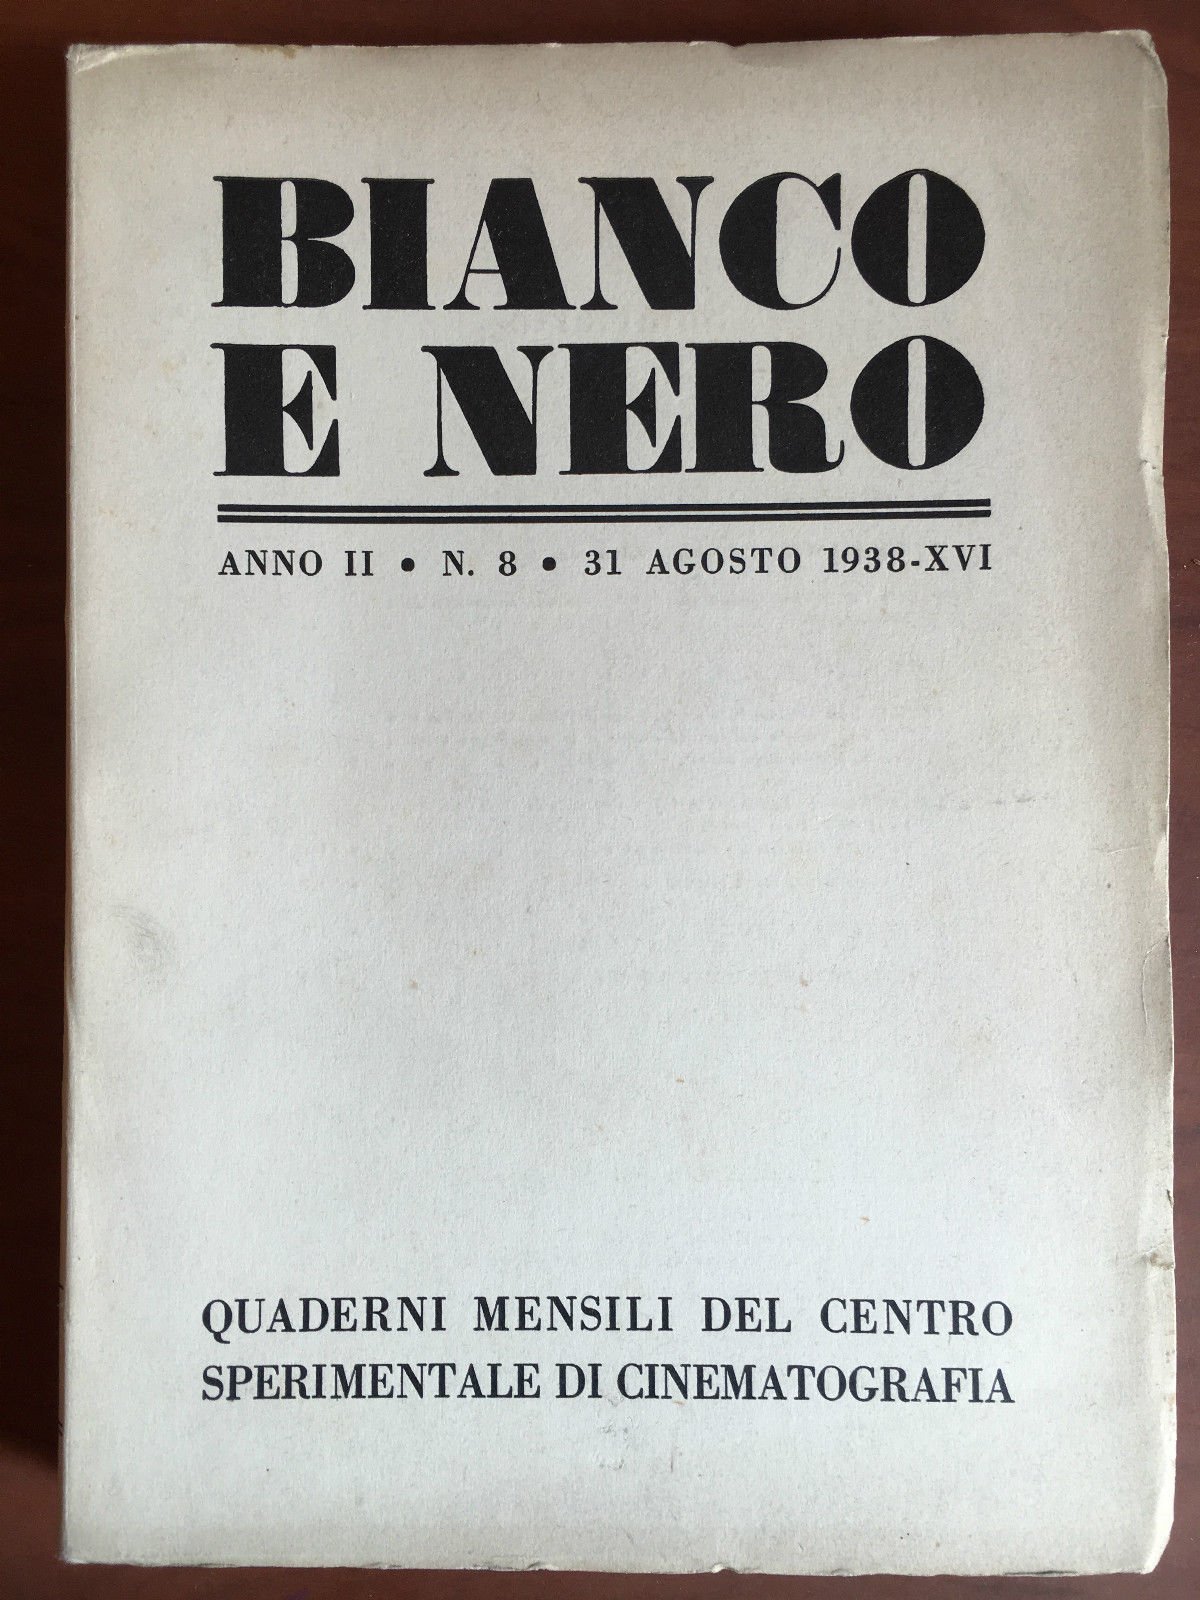 BIANCO
E NERO
ANNO II • N. 8 • 31 AGOSTO 1938-XVI
QUADERNI MENSILI DEL CENTRO
SPERIMENTALE DI CINEMATOGRAFIA